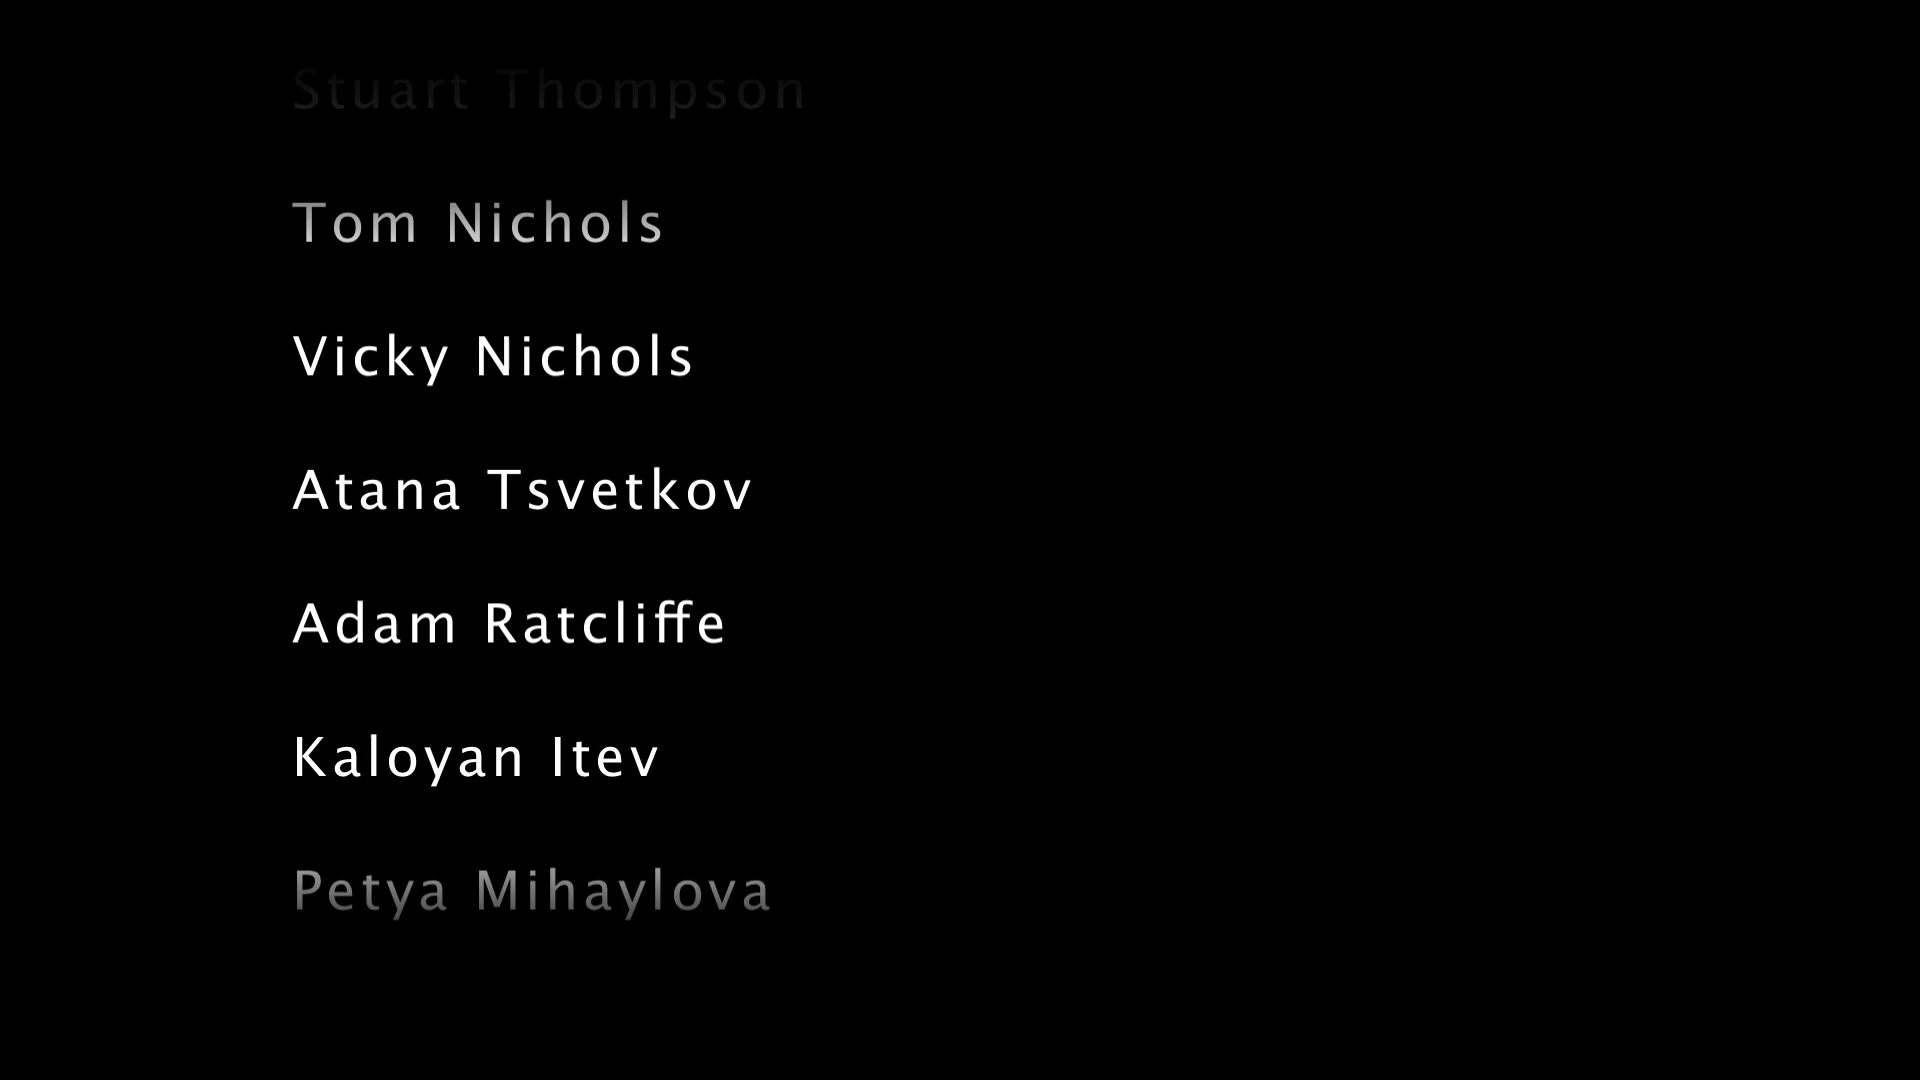 Stuart Thompson
Tom Nichols
Vicky Nichols
Atana Tsvetkov
Adam Ratcliffe
Kaloyan Itev
Petya Mihaylova